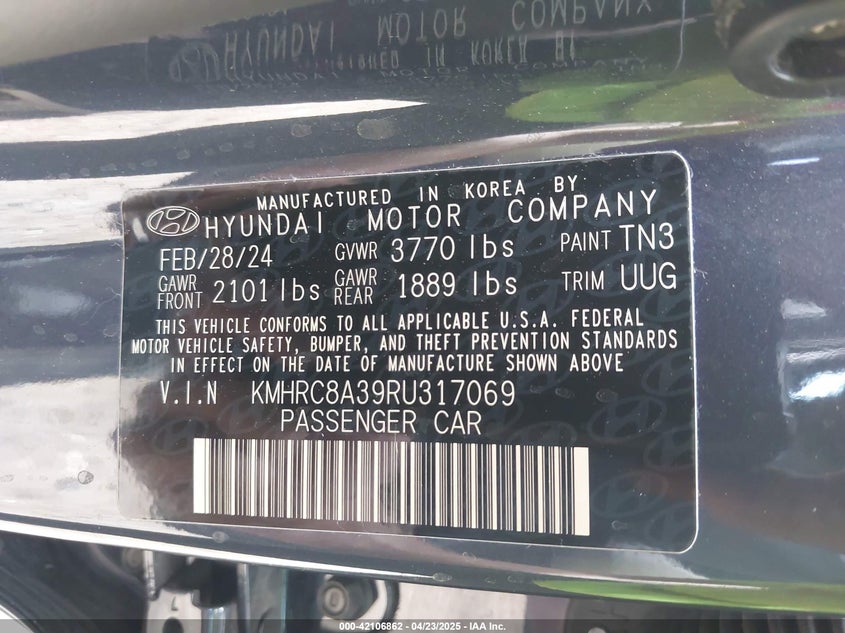 MANUFACTURED IN KOREA BY
HYUNDAI MOTOR COMPANY
FEB/28/24 GVWR 3770 lbs PAINT TN3
GAWR FRONT 2101 lbs GAWR REAR 1889 lbs TRIM UUG
THIS VEHICLE CONFORMS TO ALL APPLICABLE U.S.A. FEDERAL
MOTOR VEHICLE SAFETY, BUMPER, AND THEFT PREVENTION STANDARDS
IN EFFECT ON THE DATE OF MANUFACTURE SHOWN ABOVE
V.I.N KMHRC8A39RU317069
PASSENGER CAR
000-42106862 - 04/23/2025 - IAA Inc.